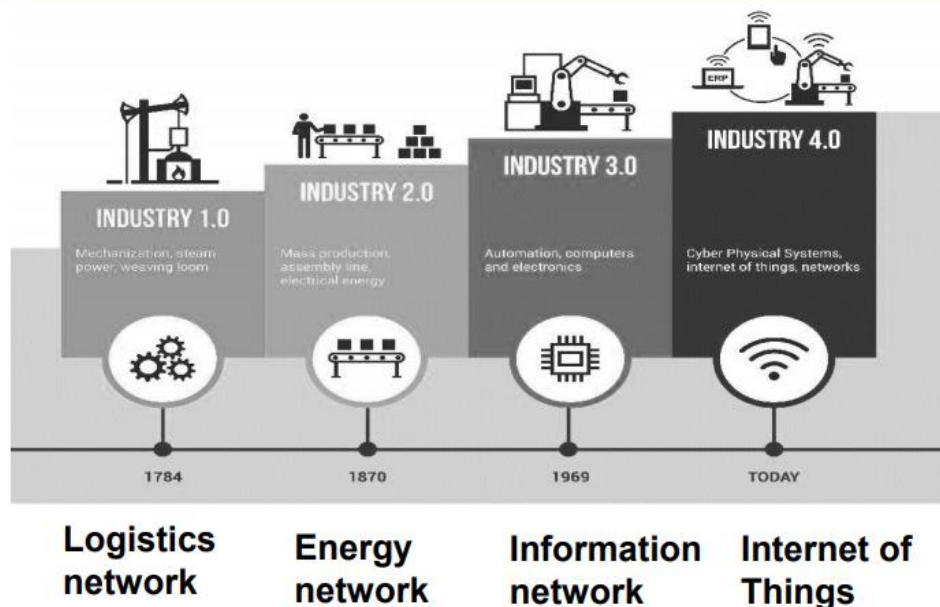 ERP
INDUSTRY 1.0
Mechanization, steam
power, weaving loom
INDUSTRY 2.0
Mass production,
assembly line,
electrical energy
INDUSTRY 3.0
Automation, computers
and electronics
INDUSTRY 4.0
Cyber Physical Systems,
internet of things, networks
1784
1870
1969
TODAY
Logistics
network
Energy
network
Information
network
Internet of
Things